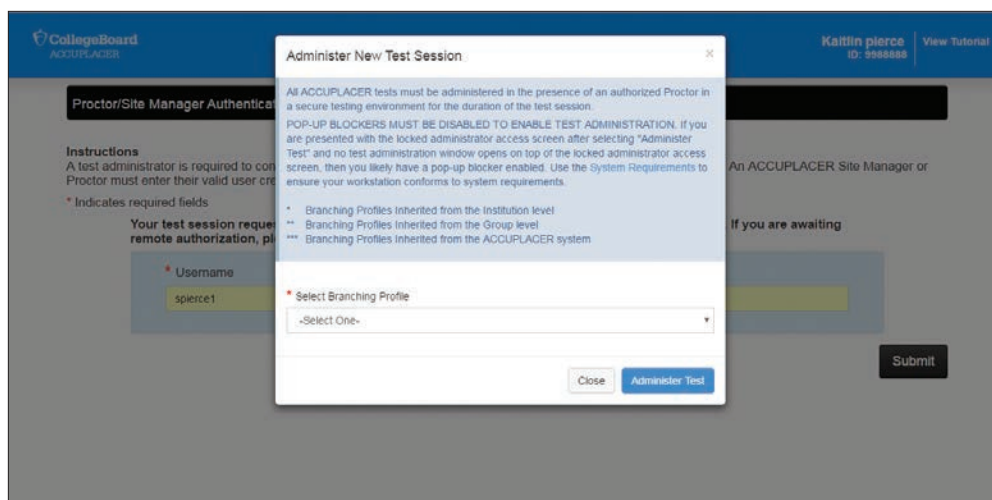 CollegeBoard
ACCUPLACER
Kaitlin pierce
ID: 9988888
View Tutorial
Proctor/Site Manager Authenticat
Instructions
A test administrator is required to con
An ACCUPLACER Site Manager or
Proctor must enter their valid user cre
* Indicates required fields
Your test session reque
If you are awaiting
remote authorization, pl
* Username
spierce1
Submit
Administer New Test Session ×
All ACCUPLACER tests must be administered in the presence of an authorized Proctor in
a secure testing environment for the duration of the test session.
POP-UP BLOCKERS MUST BE DISABLED TO ENABLE TEST ADMINISTRATION. If you
are presented with the locked administrator access screen after selecting "Administer
Test" and no test administration window opens on top of the locked administrator access
screen, then you likely have a pop-up blocker enabled. Use the System Requirements to
ensure your workstation conforms to system requirements.
* Branching Profiles Inherited from the Institution level
** Branching Profiles Inherited from the Group level
*** Branching Profiles Inherited from the ACCUPLACER system
* Select Branching Profile
-Select One-
Close
Administer Test